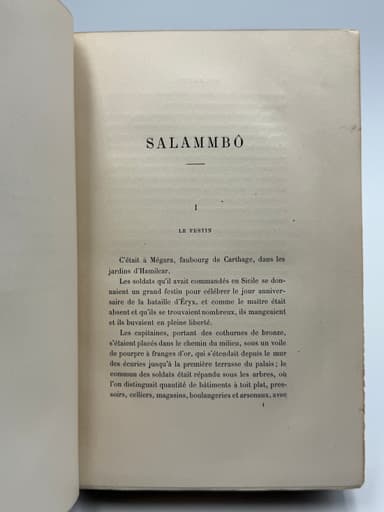 SALAMMBÔ
I
LE FESTIN
C'était à Mégara, faubourg de Carthage, dans les
jardins d'Hamilcar.
Les soldats qu'il avait commandés en Sicile se don-
naient un grand festin pour célébrer le jour anniver-
saire de la bataille d'Éryx, et comme le maître était
absent et qu'ils se trouvaient nombreux, ils mangeaient
et ils buvaient en pleine liberté.
Les capitaines, portant des cothurnes de bronze,
s'étaient placés dans le chemin du milieu, sous un voile
de pourpre à franges d'or, qui s'étendait depuis le mur
des écuries jusqu'à la première terrasse du palais ; le
commun des soldats était répandu sous les arbres, où
l'on distinguait quantité de bâtiments à toit plat, pres-
soirs, celliers, magasins, boulangeries et arsenaux, avec
1